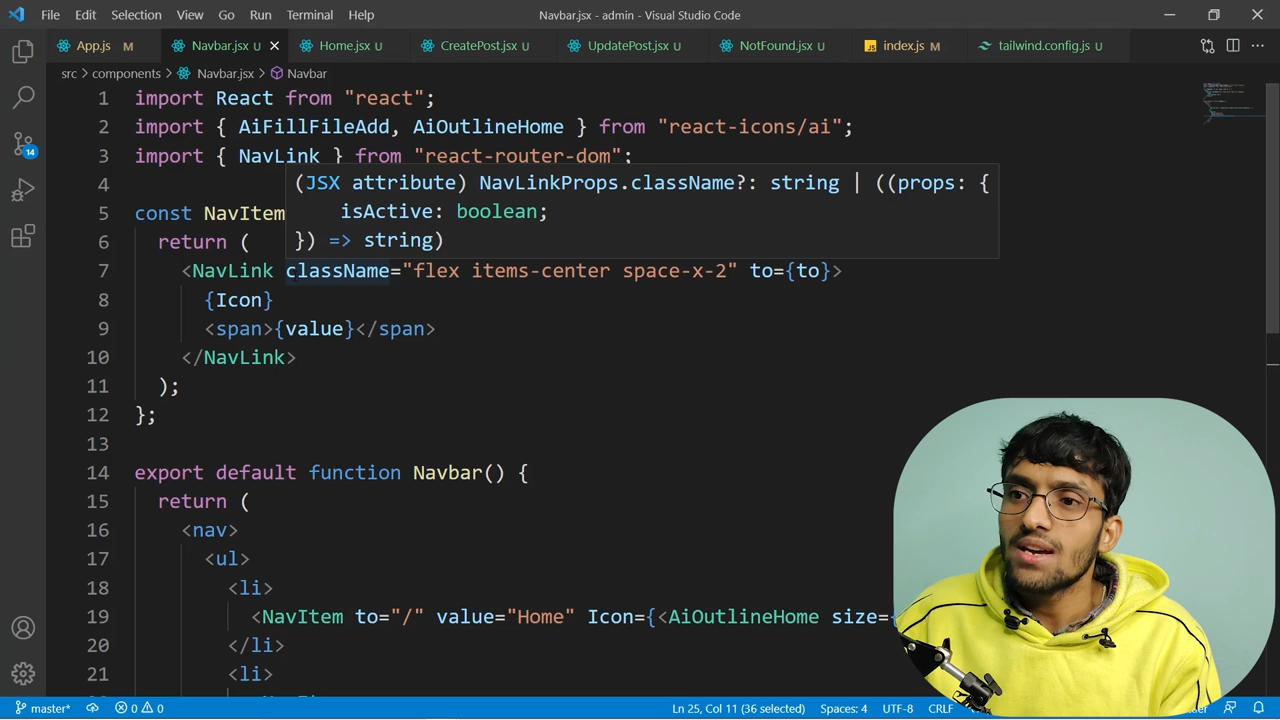 File Edit Selection View Go Run Terminal Help Navbar.jsx - admin - Visual Studio Code
App.js M Navbar.jsx U Home.jsx U CreatePost.jsx U UpdatePost.jsx U NotFound.jsx U JS index.js M tailwind.config.js U
src > components > Navbar.jsx > Navbar
1 import React from "react";
2 import { AiFillFileAdd, AiOutlineHome } from "react-icons/ai";
3 import { NavLink } from "react-router-dom";
(JSX attribute) NavLinkProps.className?: string | ((props: {
4
isActive: boolean;
5 const NavItem
}) => string)
6 return (
7 <NavLink className="flex items-center space-x-2" to={to}>
8 {Icon}
9 <span>{value}</span>
10 </NavLink>
11 );
12 };
13
14 export default function Navbar() {
15 return (
16 <nav>
17 <ul>
18 <li>
19 <NavItem to="/" value="Home" Icon={<AiOutlineHome size={
20 </li>
21 <li>
14
master* 0 0 Ln 25, Col 11 (36 selected) Spaces: 4 UTF-8 CRLF